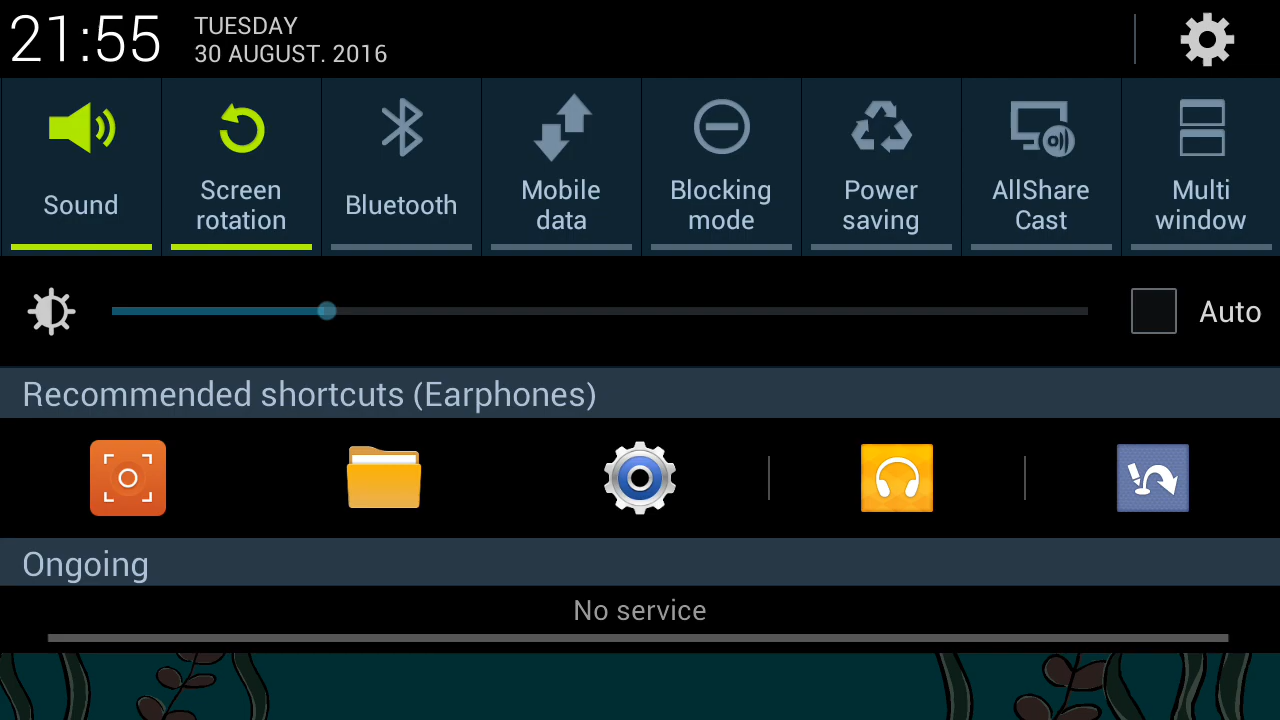 21:55
TUESDAY
30 AUGUST. 2016
Sound
Screen
rotation
Bluetooth
Mobile
data
Blocking
mode
Power
saving
AllShare
Cast
Multi
window
Auto
Recommended shortcuts (Earphones)
Ongoing
No service